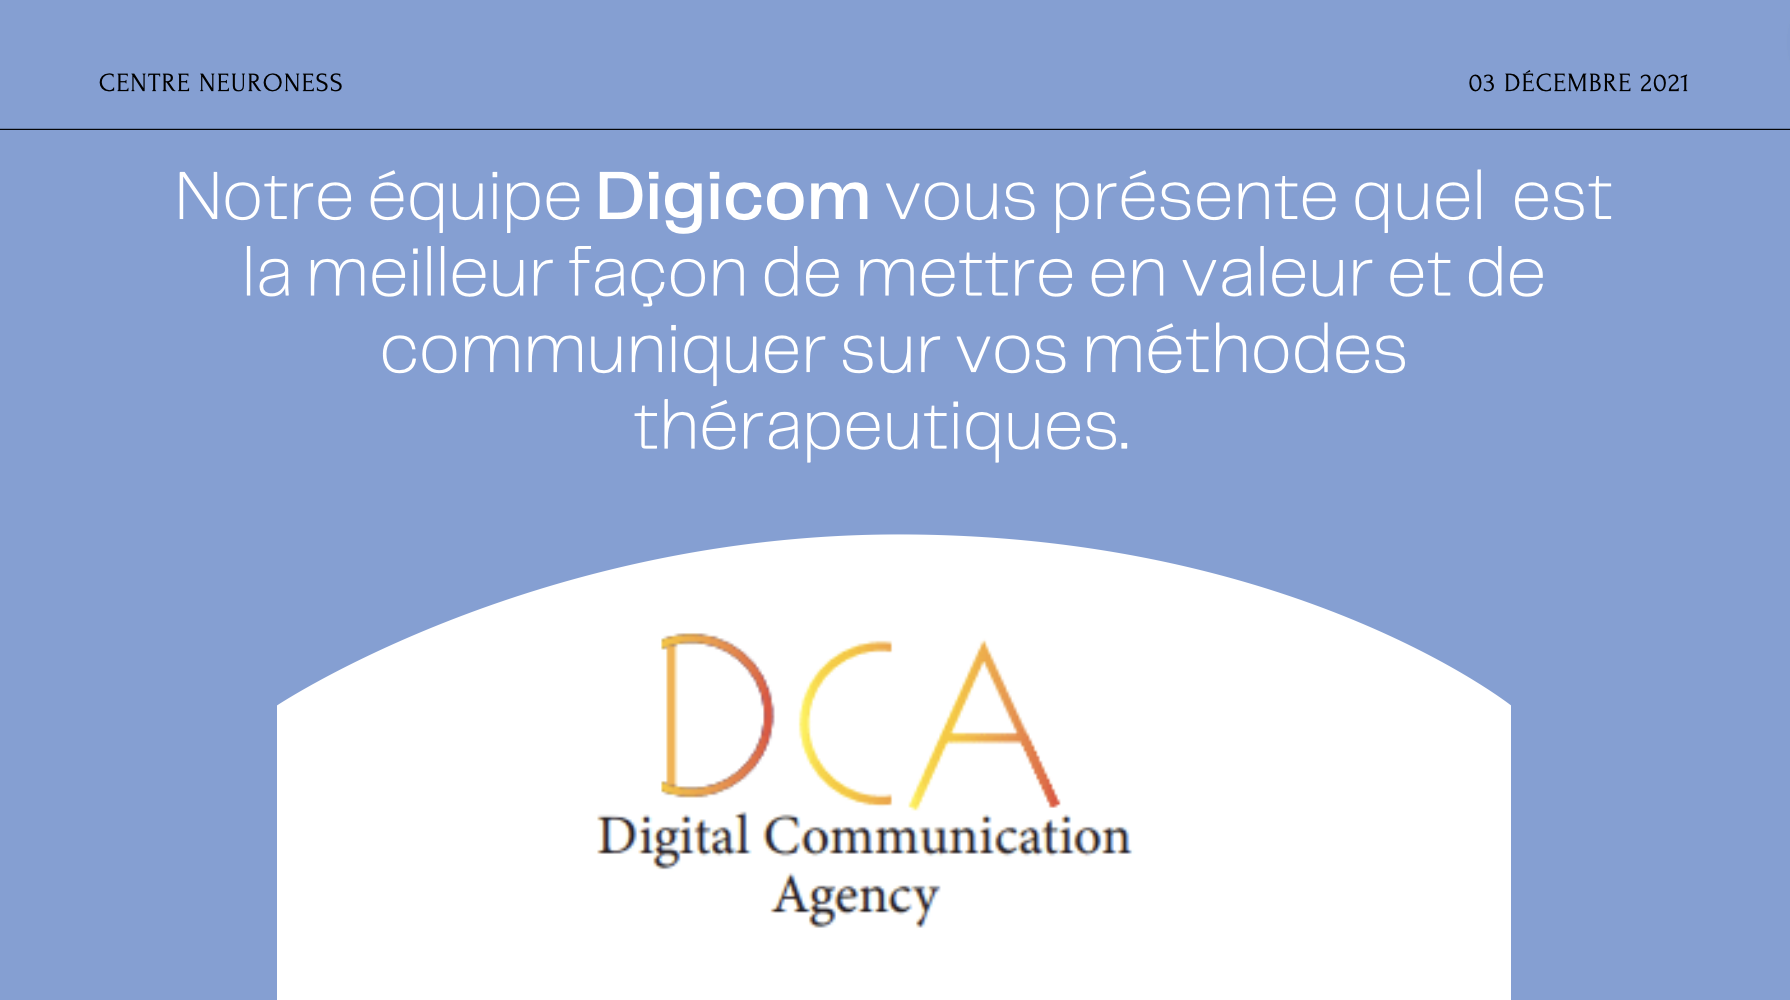 CENTRE NEURONESS
03 DÉCEMBRE 2021
Notre équipe Digicom vous présente quel  est
la meilleur façon de mettre en valeur et de
communiquer sur vos méthodes
thérapeutiques.
DCA
Digital Communication
Agency